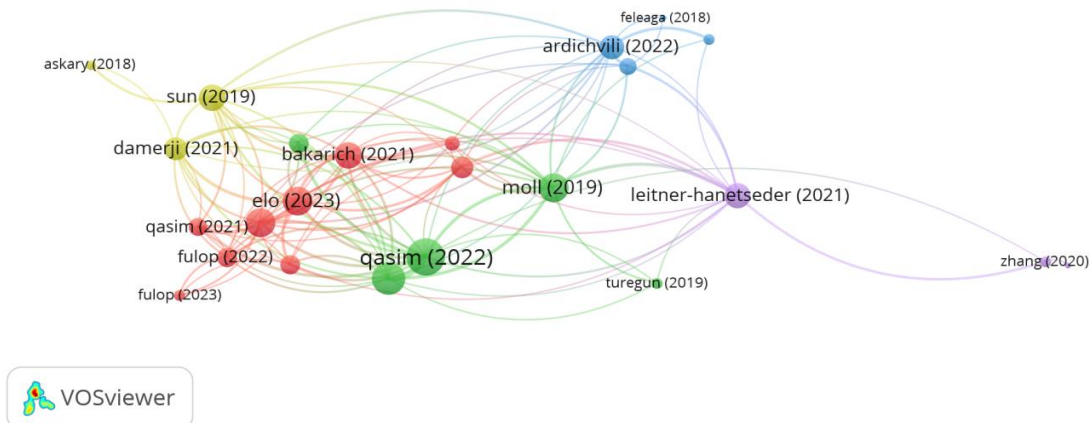 feleaga (2018)
ardichvili (2022)
askary (2018)
sun (2019)
damerji (2021)
bakarich (2021)
moll (2019)
leitner-hanetseder (2021)
elo (2023)
qasim (2021)
fulop (2022)
qasim (2022)
zhang (2020)
turegun (2019)
fulop (2023)
VOSviewer